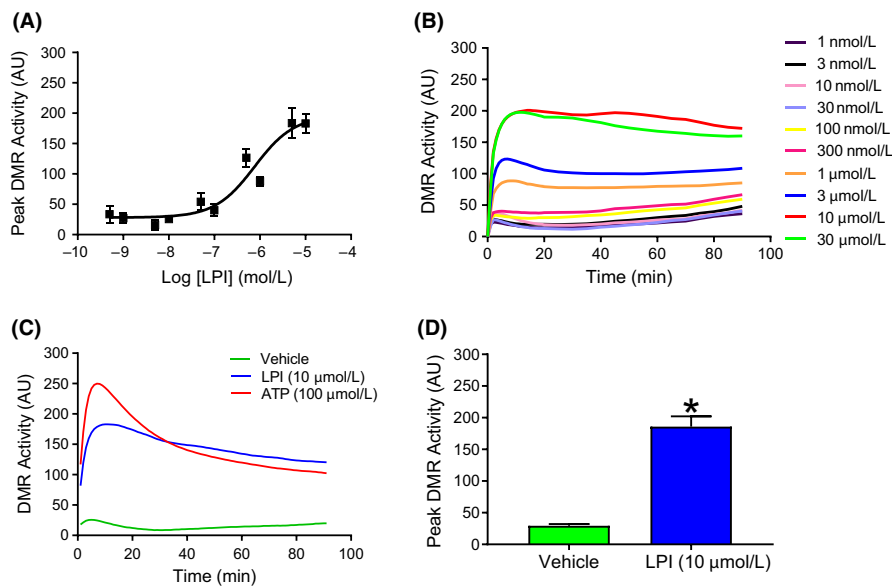 (A)
Peak DMR Activity (AU)
300
250
200
150
100
50
0
–10 –9 –8 –7 –6 –5 –4
Log [LPI] (mol/L)
(B)
DMR Activity (AU)
300
250
200
150
100
50
0
0 20 40 60 80 100
Time (min)
1 nmol/L
3 nmol/L
10 nmol/L
30 nmol/L
100 nmol/L
300 nmol/L
1 µmol/L
3 µmol/L
10 µmol/L
30 µmol/L
(C)
DMR Activity (AU)
300
250
200
150
100
50
0
0 20 40 60 80 100
Time (min)
Vehicle
LPI (10 µmol/L)
ATP (100 µmol/L)
(D)
Peak DMR Activity (AU)
300
250
200
150
100
50
0
*
Vehicle LPI (10 µmol/L)